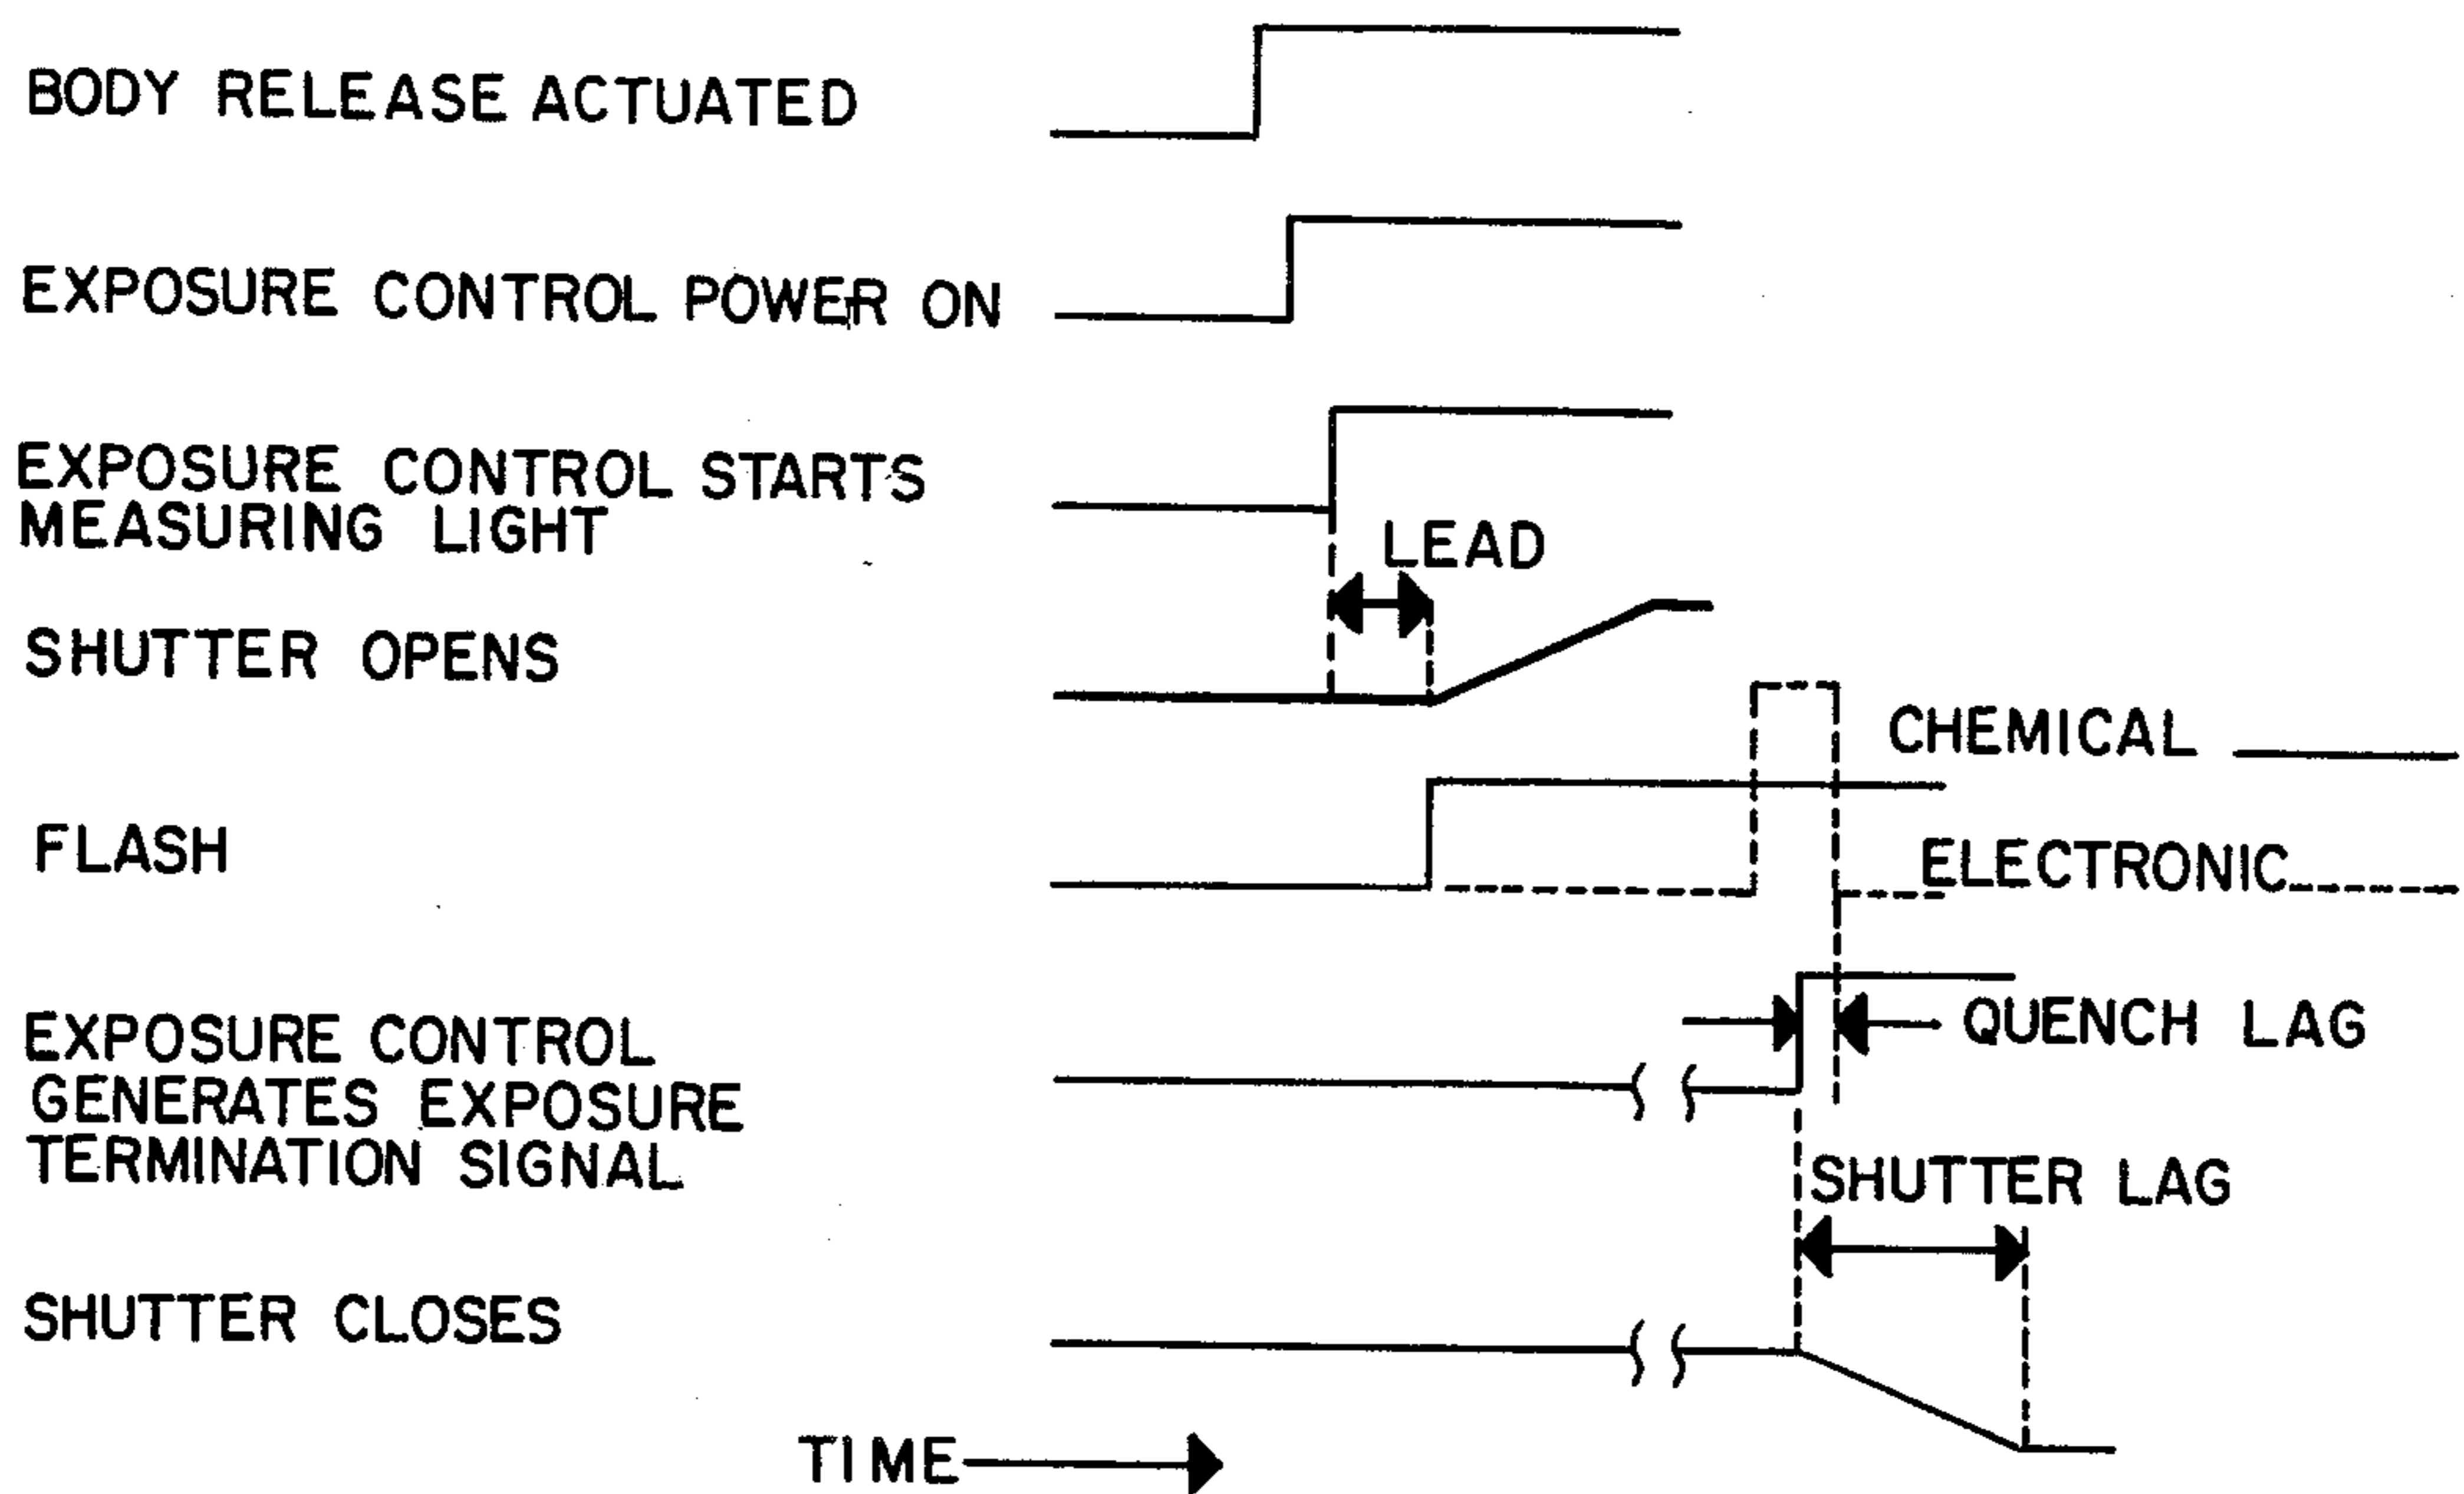 BODY RELEASE ACTUATED
EXPOSURE CONTROL POWER ON
EXPOSURE CONTROL STARTS
MEASURING LIGHT
LEAD
SHUTTER OPENS
CHEMICAL
FLASH
ELECTRONIC
EXPOSURE CONTROL
GENERATES EXPOSURE
TERMINATION SIGNAL
QUENCH LAG
SHUTTER LAG
SHUTTER CLOSES
TIME